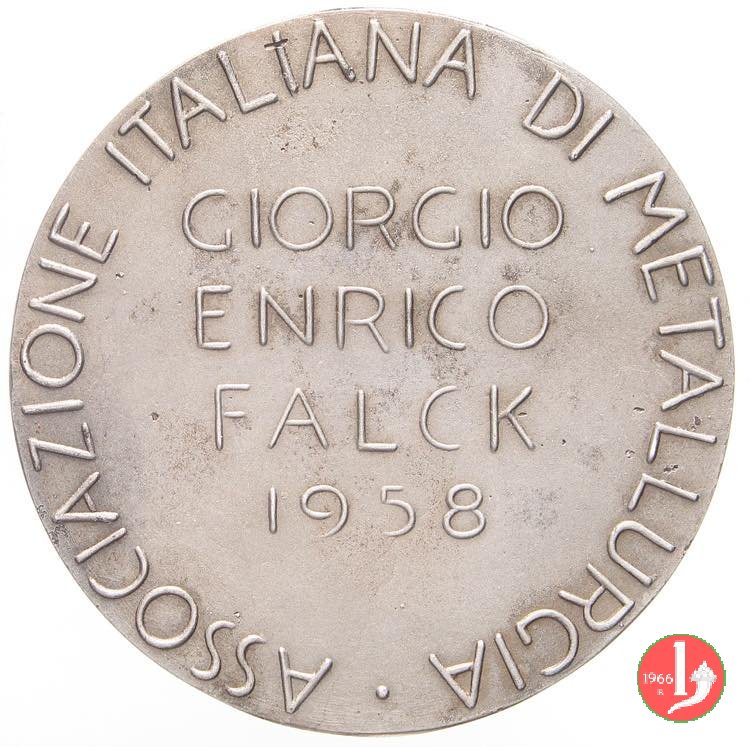 ASSOCIAZIONE ITALIANA DI METALLURGIA ·
GIORGIO
ENRICO
FALCK
1958
1966
R